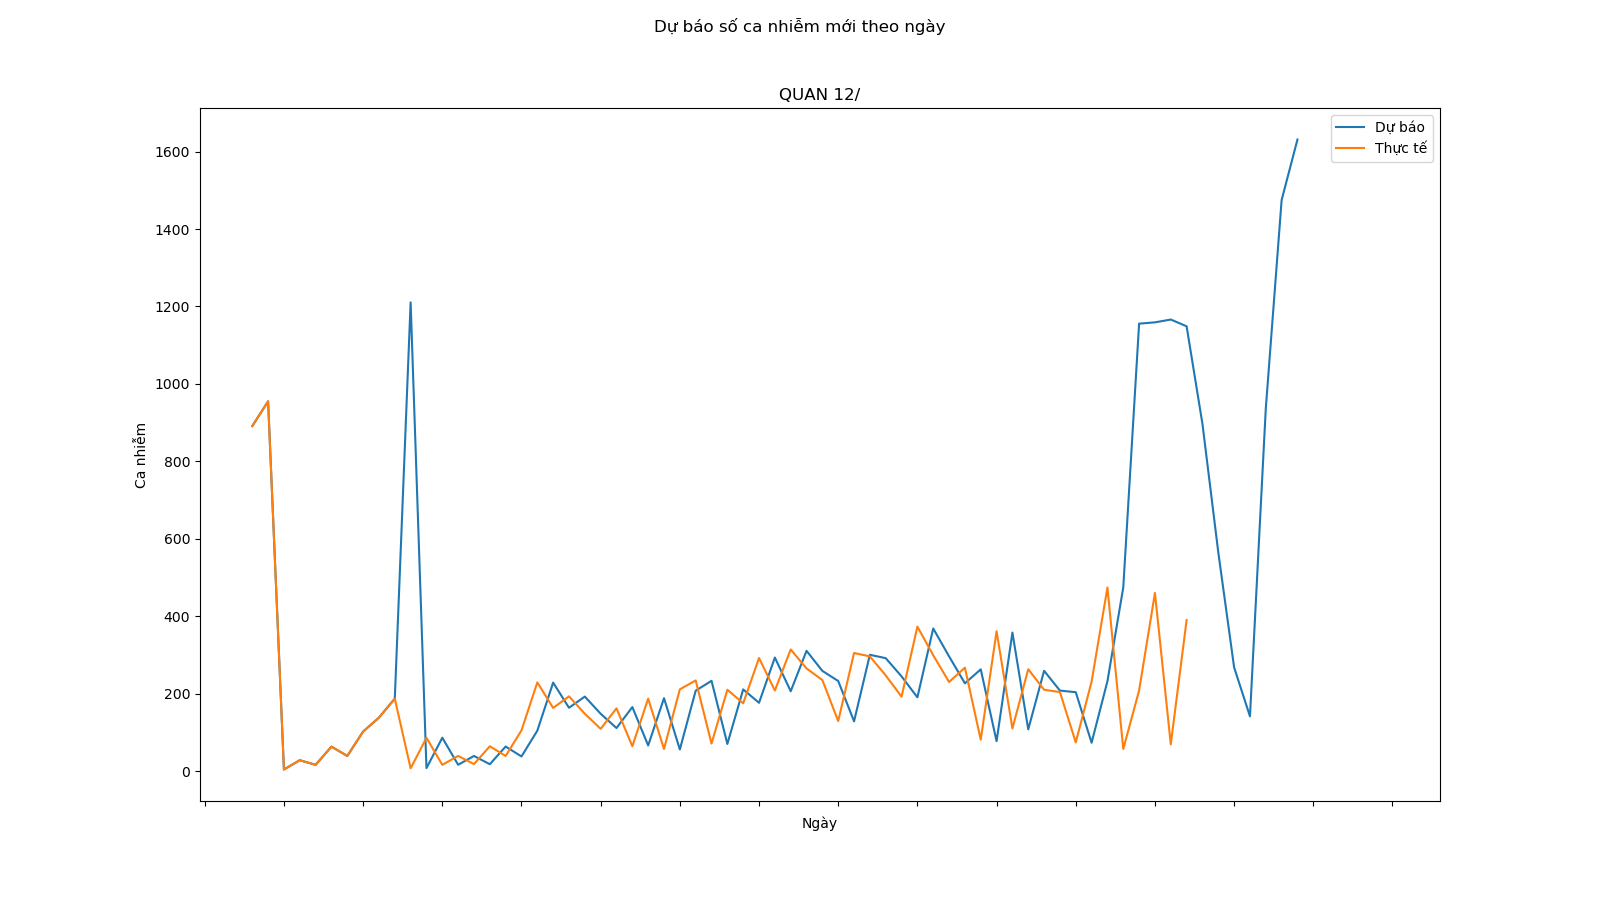 Dự báo số ca nhiễm mới theo ngày
QUAN 12/
Dự báo
Thực tế
1600
1400
1200
1000
800
600
400
200
0
Ca nhiễm
Ngày